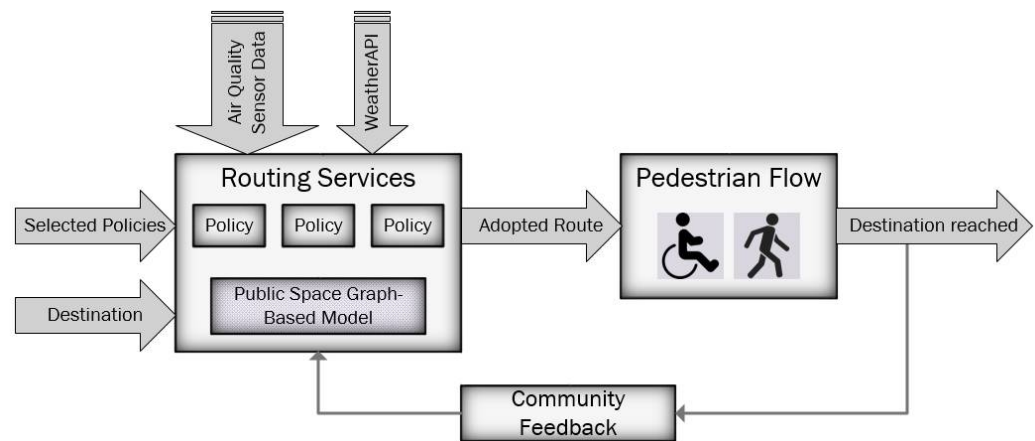 Air Quality
Sensor Data
WeatherAPI
Routing Services
Pedestrian Flow
Selected Policies
Policy
Policy
Policy
Adopted Route
Destination reached
Destination
Public Space Graph-
Based Model
Community
Feedback